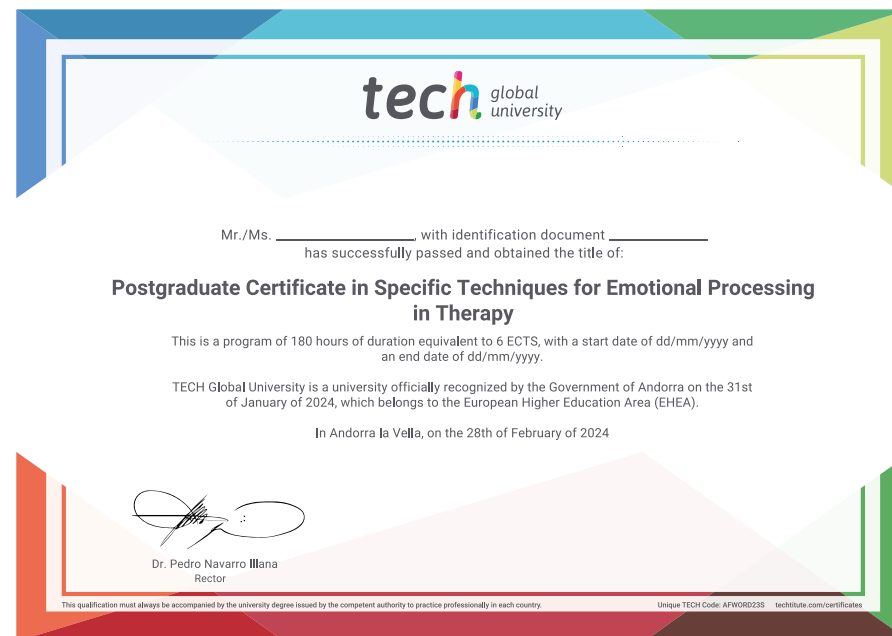 tech global university
Mr./Ms. ____________, with identification document ____________
has successfully passed and obtained the title of:
Postgraduate Certificate in Specific Techniques for Emotional Processing
in Therapy
This is a program of 180 hours of duration equivalent to 6 ECTS, with a start date of dd/mm/yyyy and
an end date of dd/mm/yyyy.
TECH Global University is a university officially recognized by the Government of Andorra on the 31st
of January of 2024, which belongs to the European Higher Education Area (EHEA).
In Andorra la Vella, on the 28th of February of 2024
Dr. Pedro Navarro Illana
Rector
This qualification must always be accompanied by the university degree issued by the competent authority to practice professionally in each country.
Unique TECH Code: AFWORD23S techtitute.com/certificates